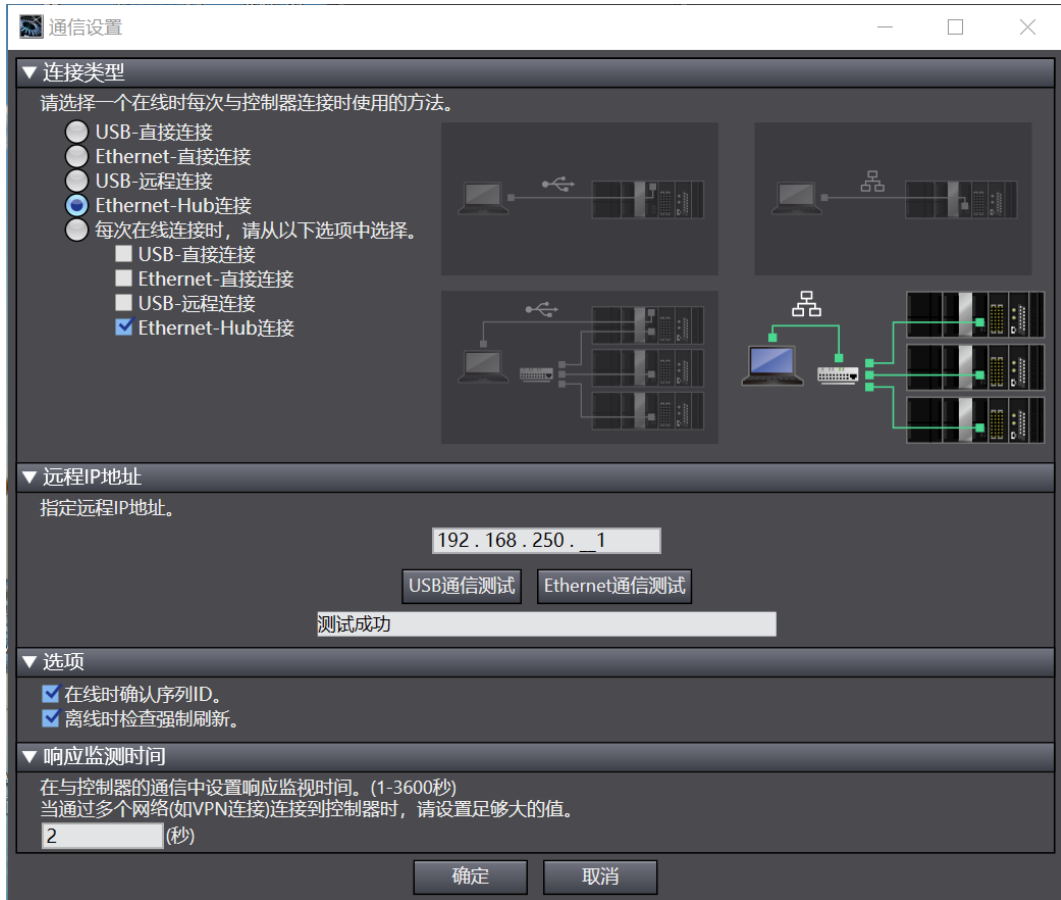 通信设置
▼ 连接类型
请选择一个在线时每次与控制器连接时使用的方法。
USB-直接连接
Ethernet-直接连接
USB-远程连接
Ethernet-Hub连接
每次在线连接时，请从以下选项中选择。
USB-直接连接
Ethernet-直接连接
USB-远程连接
Ethernet-Hub连接
▼ 远程IP地址
指定远程IP地址。
192 . 168 . 250 . __1
USB通信测试 Ethernet通信测试
测试成功
▼ 选项
在线时确认序列ID。
离线时检查强制刷新。
▼ 响应监测时间
在与控制器的通信中设置响应监视时间。(1-3600秒)
当通过多个网络(如VPN连接)连接到控制器时，请设置足够大的值。
2 (秒)
确定 取消